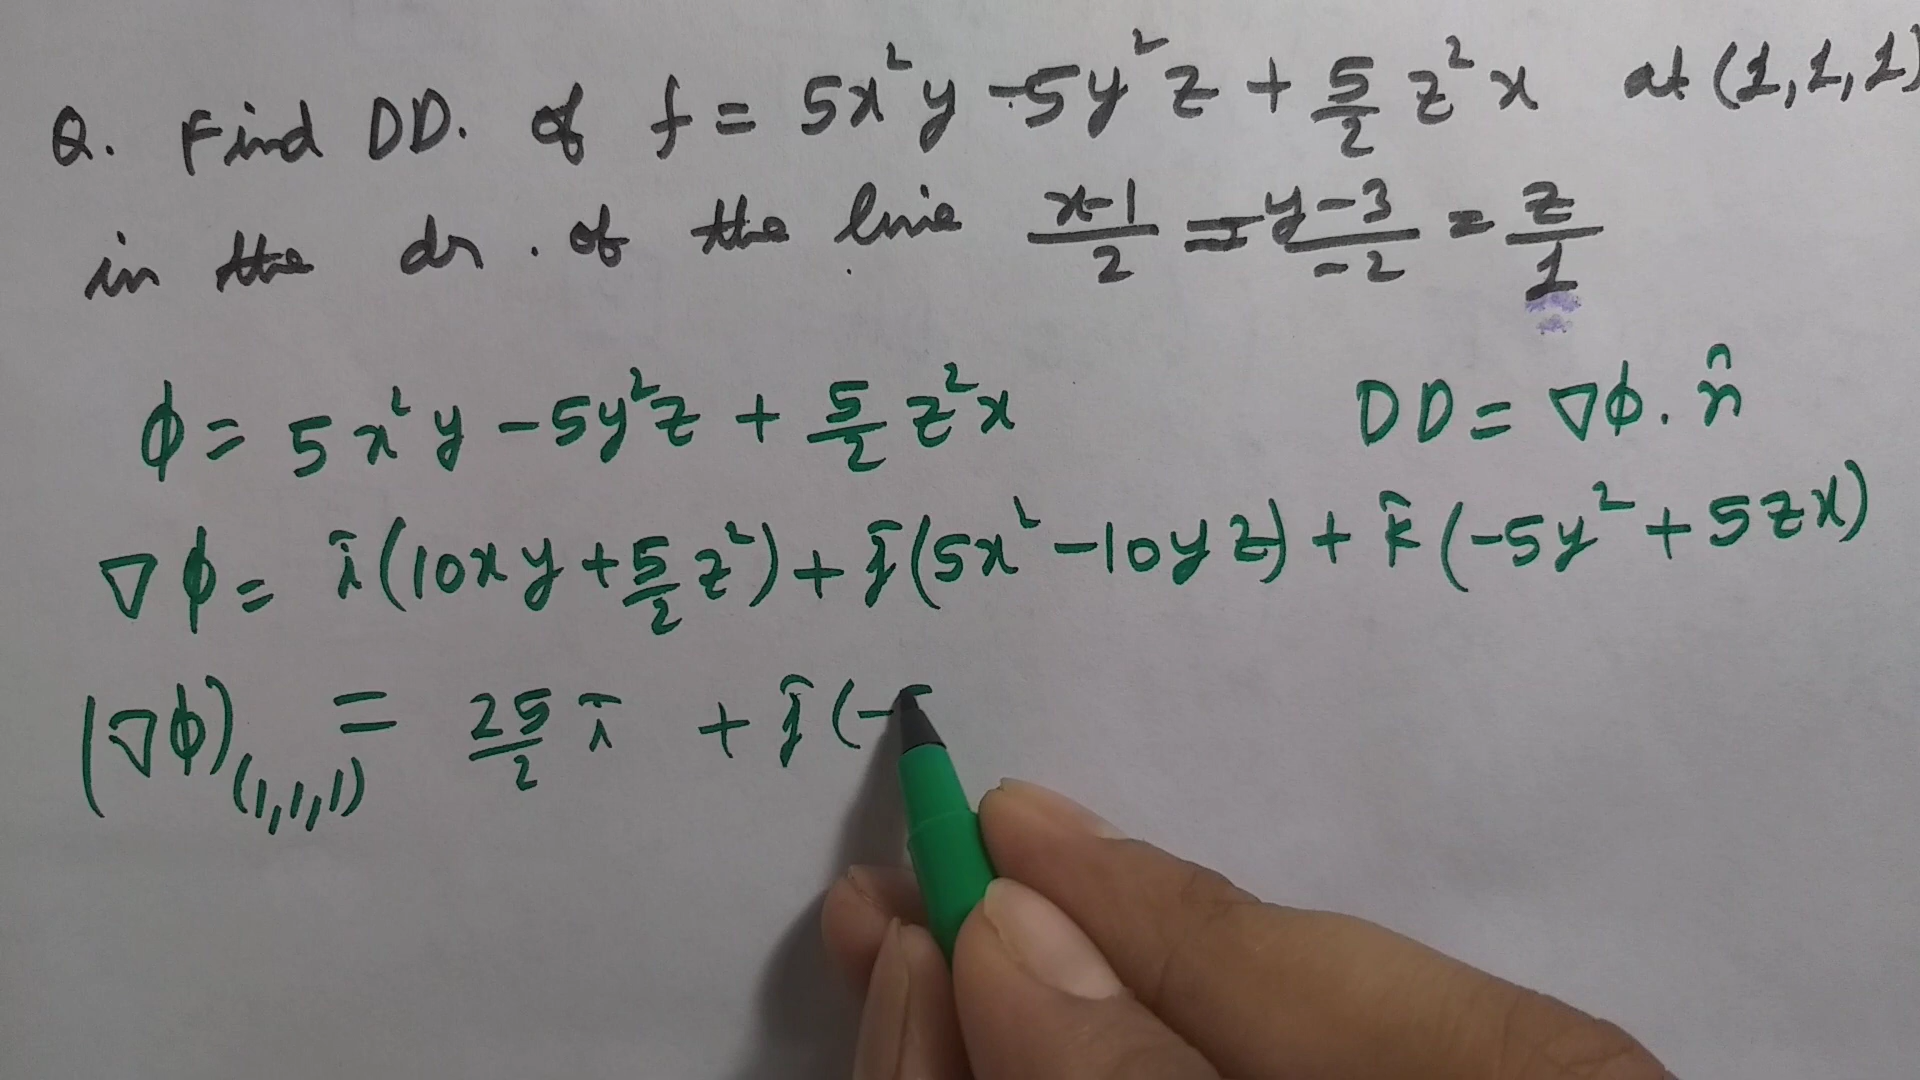 Q. Find DD. of f = 5x²y - 5y²z + 5/2 z²x at (1,1,1)
in the dr. of the line x-1/2 = y-3/-2 = z/1
ϕ = 5x²y - 5y²z + 5/2 z²x DD = ∇ϕ. n̂
∇ϕ = î(10xy + 5/2 z²) + ĵ(5x² - 10yz) + k̂(-5y² + 5zx)
(∇ϕ)(1,1,1) = 25/2 î + ĵ(-5